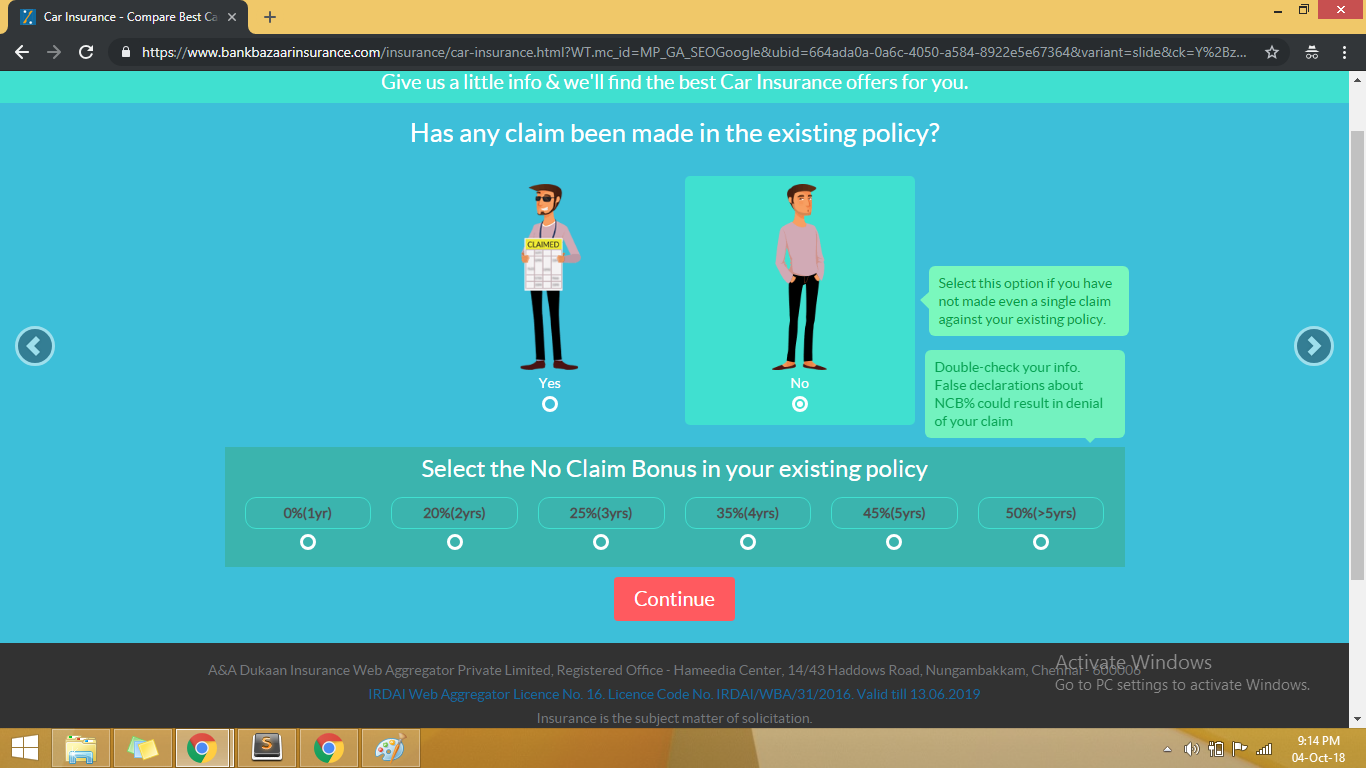 Car Insurance - Compare Best Ca
https://www.bankbazaarinsurance.com/insurance/car-insurance.html?WT.mc_id=MP_GA_SEOGoogle&ubid=664ada0a-0a6c-4050-a584-8922e5e67364&variant=slide&ck=Y%2Bz...
Give us a little info & we'll find the best Car Insurance offers for you.
Has any claim been made in the existing policy?
CLAIMED
Yes
No
Select this option if you have
not made even a single claim
against your existing policy.
Double-check your info.
False declarations about
NCB% could result in denial
of your claim
Select the No Claim Bonus in your existing policy
0%(1yr) 20%(2yrs) 25%(3yrs) 35%(4yrs) 45%(5yrs) 50%(>5yrs)
Continue
A&A Dukaan Insurance Web Aggregator Private Limited, Registered Office - Hameedia Center, 14/43 Haddows Road, Nungambakkam, Chennai - 600006
IRDAI Web Aggregator Licence No. 16. Licence Code No. IRDAI/WBA/31/2016. Valid till 13.06.2019
Insurance is the subject matter of solicitation.
Activate Windows
Go to PC settings to activate Windows.
9:14 PM
04-Oct-18